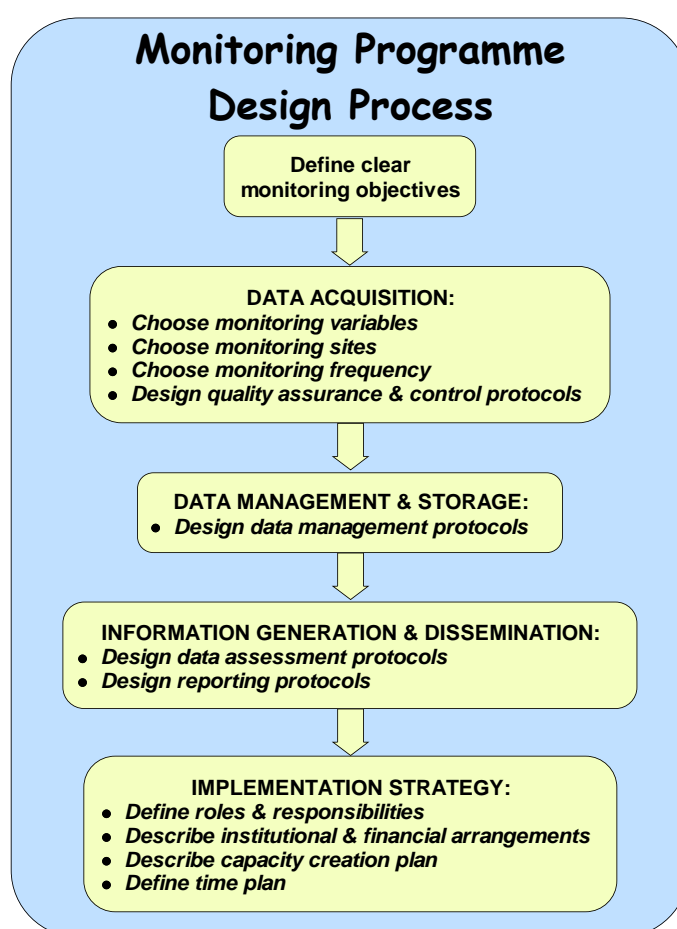 Monitoring Programme
Design Process
Define clear
monitoring objectives
DATA ACQUISITION:
● Choose monitoring variables
● Choose monitoring sites
● Choose monitoring frequency
● Design quality assurance & control protocols
DATA MANAGEMENT & STORAGE:
● Design data management protocols
INFORMATION GENERATION & DISSEMINATION:
● Design data assessment protocols
● Design reporting protocols
IMPLEMENTATION STRATEGY:
● Define roles & responsibilities
● Describe institutional & financial arrangements
● Describe capacity creation plan
● Define time plan